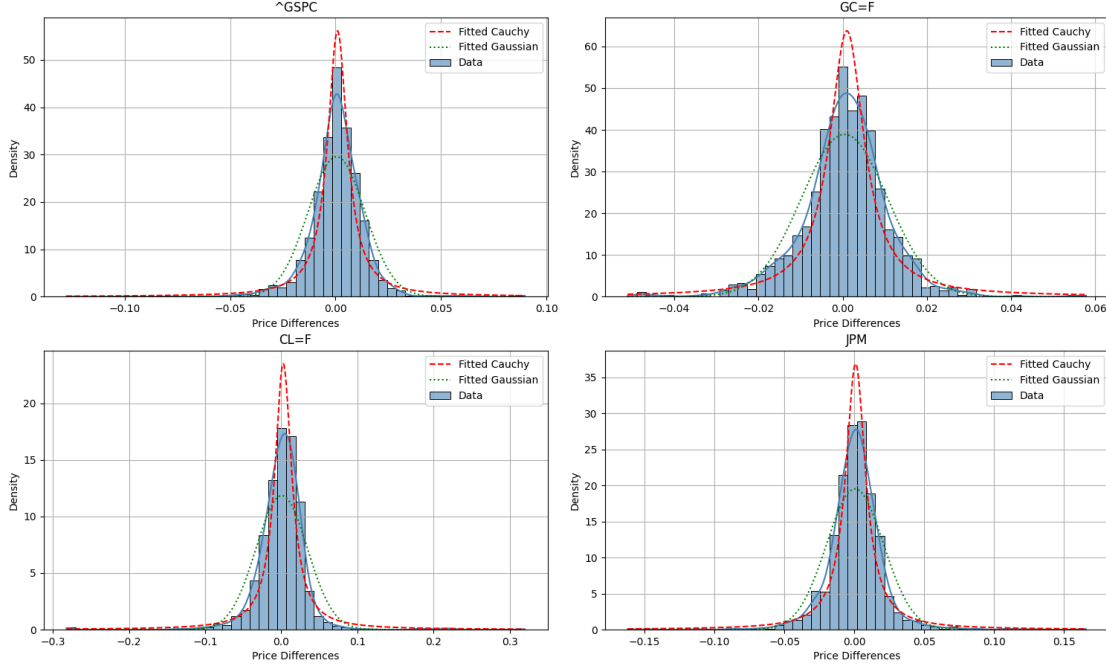 ^GSPC
Fitted Cauchy
Fitted Gaussian
Data
Density
50
40
30
20
10
0
−0.10
−0.05
0.00
0.05
0.10
Price Differences
GC=F
Fitted Cauchy
Fitted Gaussian
Data
Density
60
50
40
30
20
10
0
−0.04
−0.02
0.00
0.02
0.04
0.06
Price Differences
CL=F
Fitted Cauchy
Fitted Gaussian
Data
Density
20
15
10
5
0
−0.3
−0.2
−0.1
0.0
0.1
0.2
0.3
Price Differences
JPM
Fitted Cauchy
Fitted Gaussian
Data
Density
35
30
25
20
15
10
5
0
−0.15
−0.10
−0.05
0.00
0.05
0.10
0.15
Price Differences